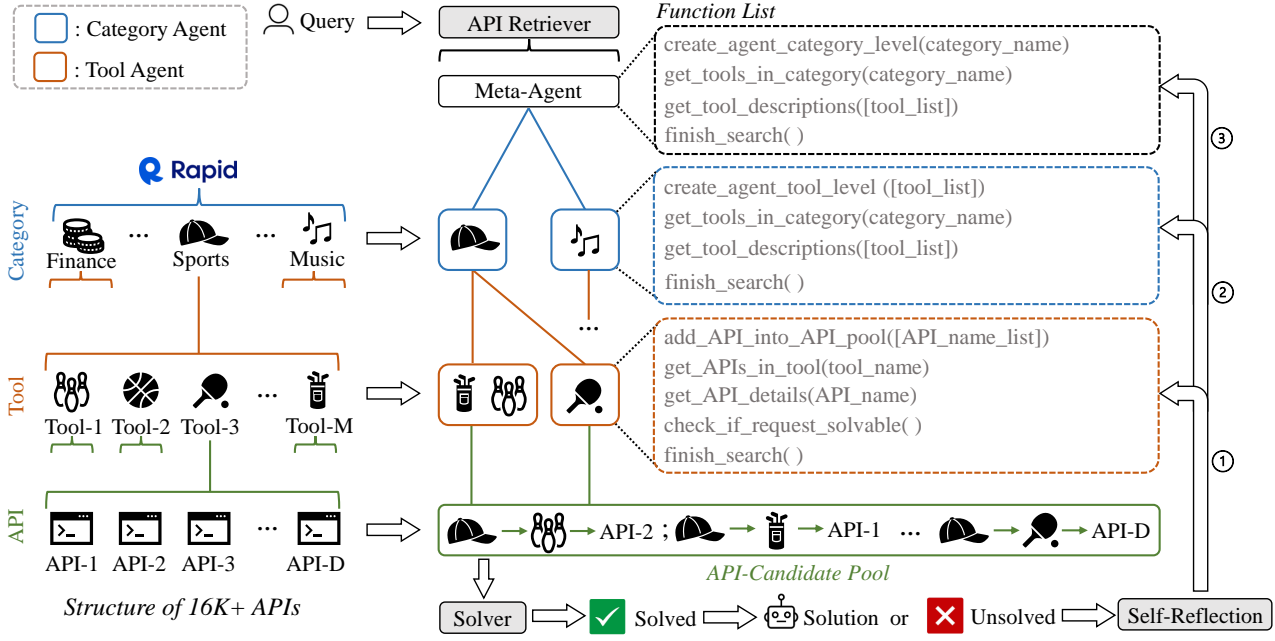 : Category Agent
: Tool Agent
Query
API Retriever
Meta-Agent
Function List
create_agent_category_level(category_name)
get_tools_in_category(category_name)
get_tool_descriptions([tool_list])
finish_search( )
③
Rapid
Category
Finance
...
Sports
...
Music
create_agent_tool_level ([tool_list])
get_tools_in_category(category_name)
get_tool_descriptions([tool_list])
finish_search( )
②
...
Tool
Tool-1
Tool-2
Tool-3
...
Tool-M
add_API_into_API_pool([API_name_list])
get_APIs_in_tool(tool_name)
get_API_details(API_name)
check_if_request_solvable( )
finish_search( )
①
API
API-1
API-2
API-3
...
API-D
API-2 ; API-1 ... API-D
API-Candidate Pool
Structure of 16K+ APIs
Solver
Solved
Solution or
Unsolved
Self-Reflection